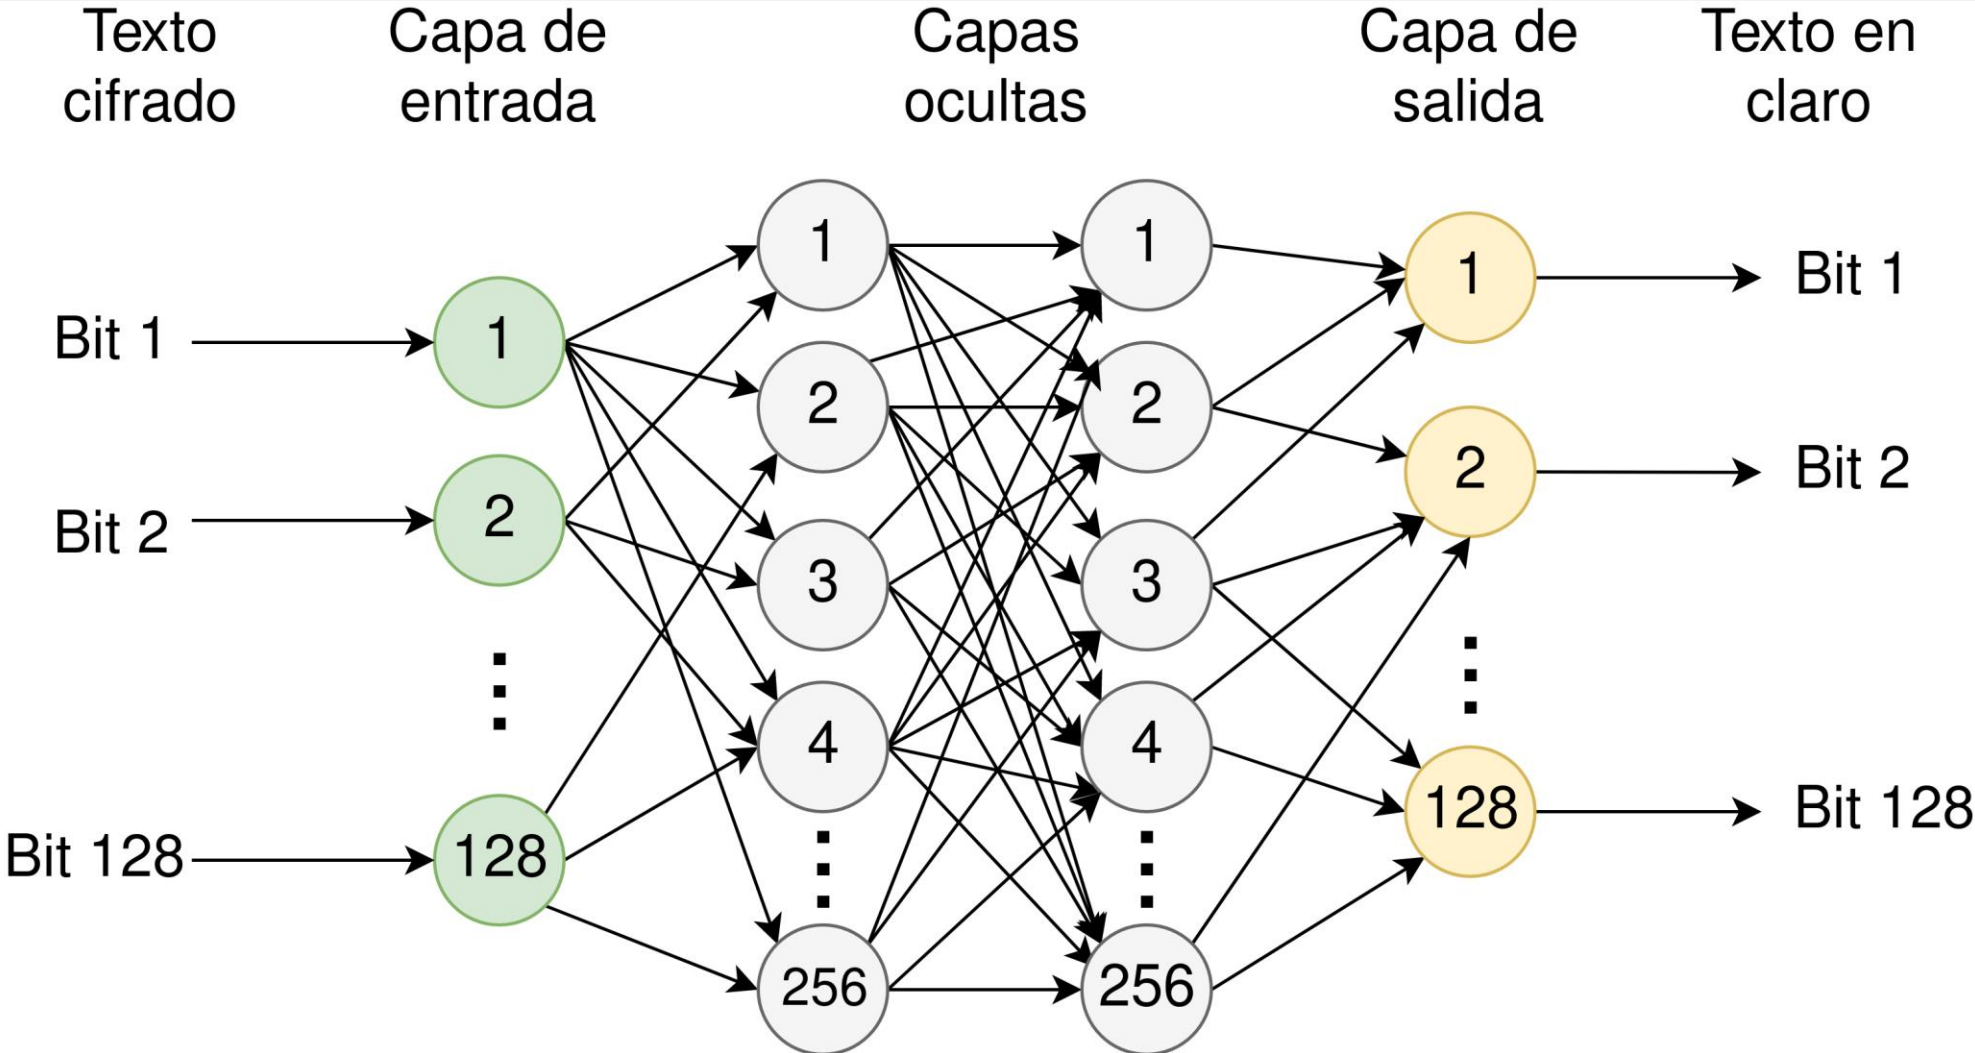 Texto
cifrado
Capa de
entrada
Capas
ocultas
Capa de
salida
Texto en
claro
Bit 1
Bit 2
Bit 128
1
2
128
1
2
3
4
256
1
2
3
4
256
1
2
128
Bit 1
Bit 2
Bit 128